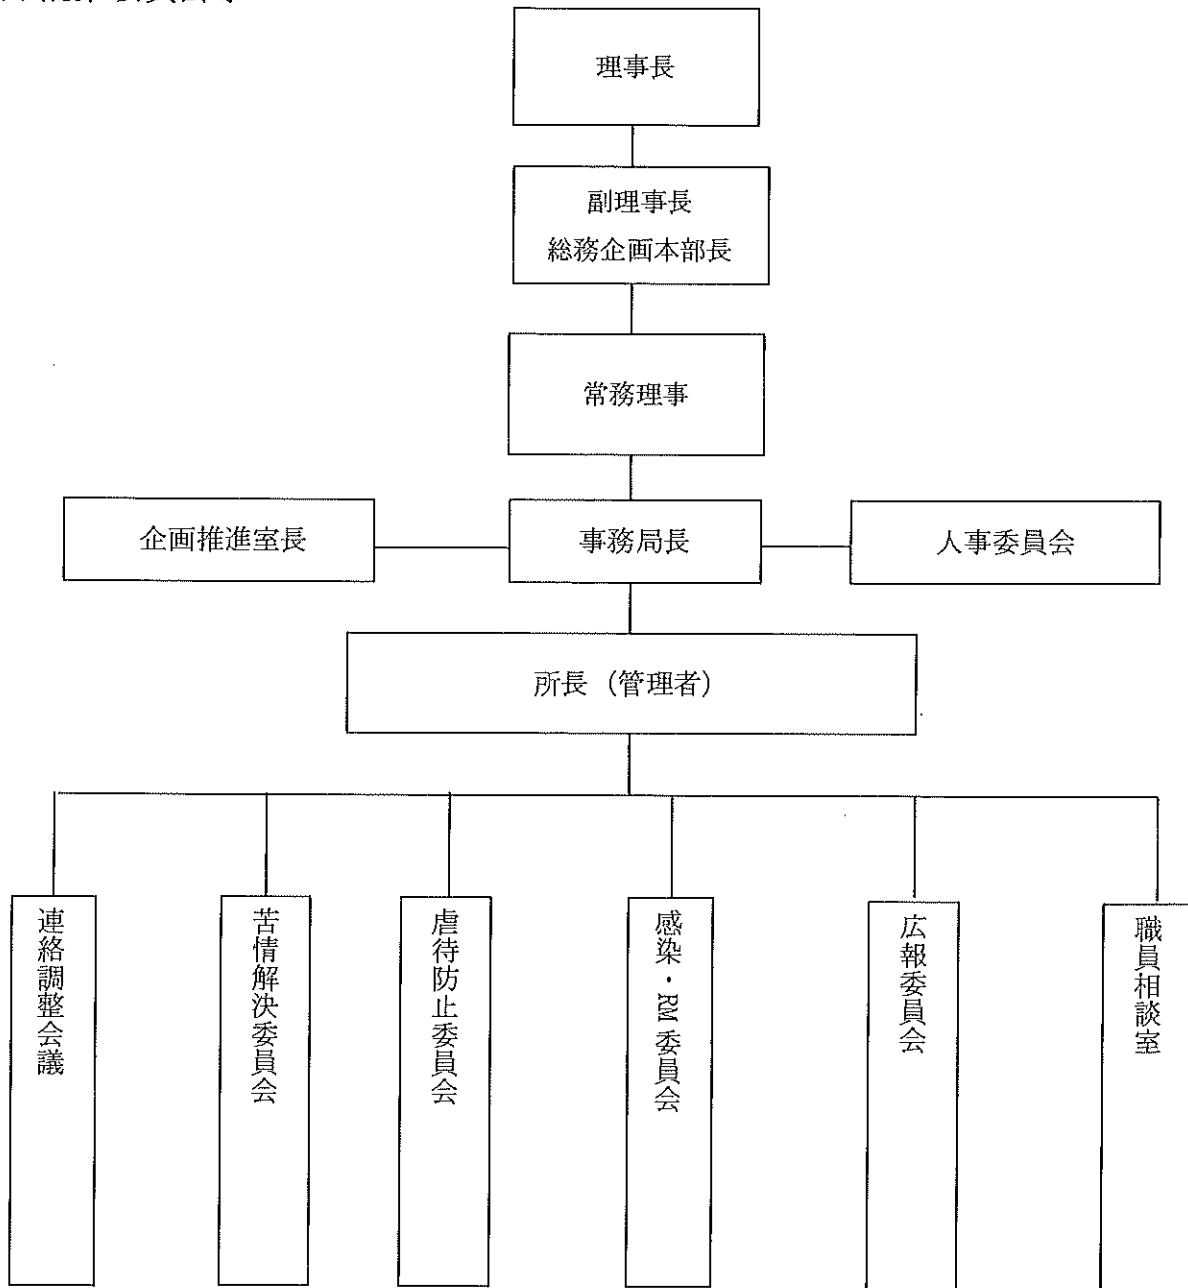 理事長
副理事長
総務企画本部長
常務理事
企画推進室長
事務局長
人事委員会
所長（管理者）
連絡調整会議
苦情解決委員会
虐待防止委員会
感染・RM委員会
広報委員会
職員相談室